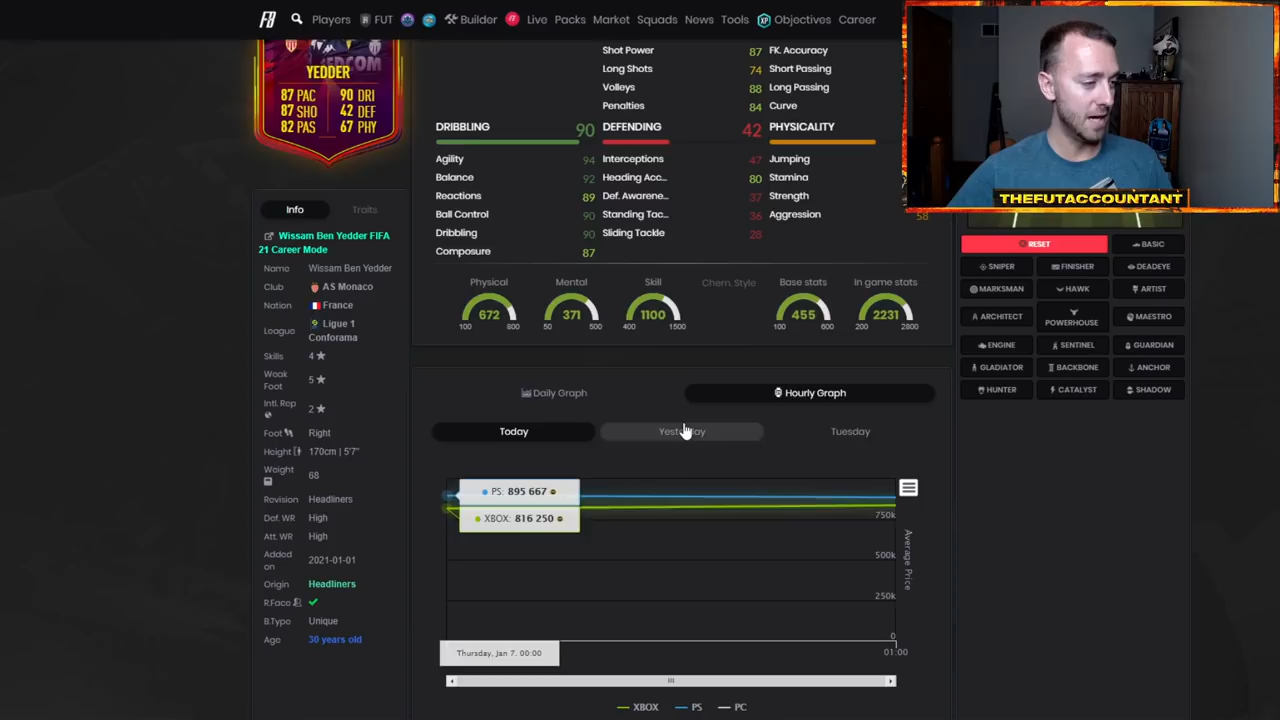 F8 Players FUT Builder Live Packs Market Squads News Tools XP Objectives Career
YEDDER
87 PAC 90 DRI
87 SHO 42 DEF
82 PAS 67 PHY
Shot Power 87 FK. Accuracy
Long Shots 74 Short Passing
Volleys 88 Long Passing
Penalties 84 Curve
DRIBBLING 90 DEFENDING 42 PHYSICALITY
Agility 94 Interceptions 47 Jumping
Balance 92 Heading Acc... 80 Stamina
Reactions 89 Def. Awarene... 37 Strength
Ball Control 90 Standing Tac... 36 Aggression 58
Dribbling 90 Sliding Tackle 28
Composure 87
THEFUTACCOUNTANT
Info Traits
Wissam Ben Yedder FIFA
21 Career Mode
Name Wissam Ben Yedder
Club AS Monaco
Nation France
League Ligue 1
Conforama
Skills 4
Weak
Foot 5
Intl. Rep 2
Foot Right
Height 170cm | 5'7"
Weight 68
Revision Headliners
Def. WR High
Att. WR High
Added
on 2021-01-01
Origin Headliners
R.Face
B.Type Unique
Age 30 years old
Physical Mental Skill Chem. Style Base stats In game stats
672 371 1100 455 2231
100 800 50 500 400 1500 100 600 200 2800
RESET BASIC
SNIPER FINISHER DEADEYE
MARKSMAN HAWK ARTIST
ARCHITECT POWERHOUSE MAESTRO
ENGINE SENTINEL GUARDIAN
GLADIATOR BACKBONE ANCHOR
HUNTER CATALYST SHADOW
Daily Graph Hourly Graph
Today Yesterday Tuesday
PS: 895 667
XBOX: 816 250
750k
500k
250k
0
Average Price
Thursday, Jan 7. 00:00 01:00
XBOX PS PC